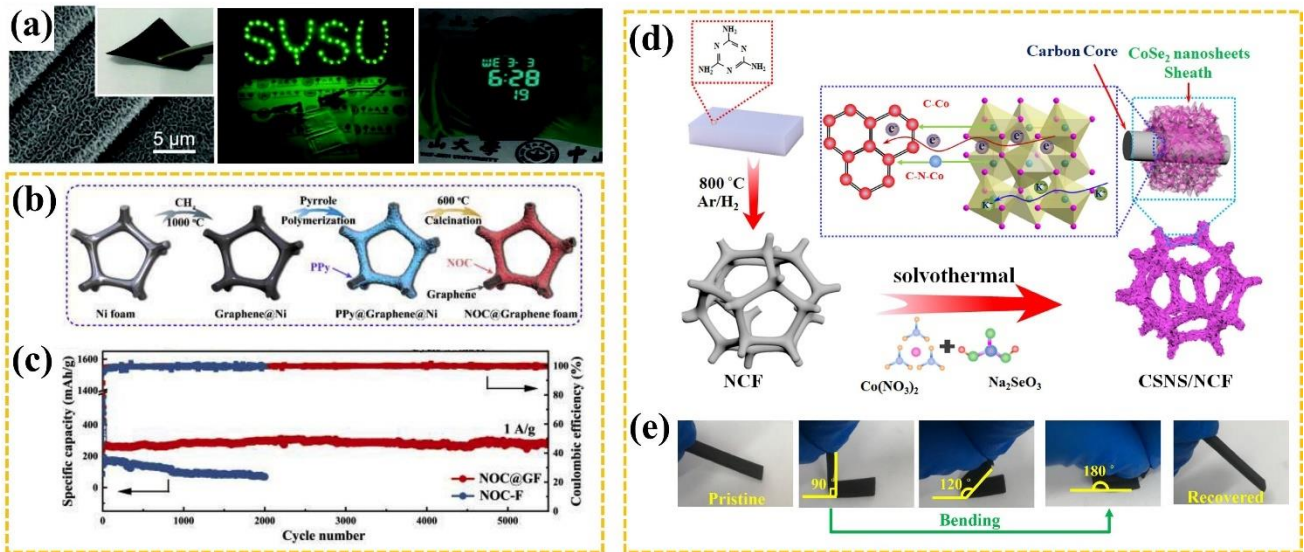 (a)
5 μm
SYSU
WE 3- 3
6:28
19
(b)
CH4
1000 °C
Pyrrole
Polymerization
600 °C
Calcination
PPy
NOC
Graphene
Ni foam
Graphene@Ni
PPy@Graphene@Ni
NOC@Graphene foam
(c)
Specific capacity (mAh/g)
1600
1400
400
200
0
1 A/g
NOC@GF
NOC-F
100
80
60
40
20
0
Coulombic efficiency (%)
0
1000
2000
3000
4000
5000
Cycle number
(d)
NH2
N
N
N
NH2
NH2
800 °C
Ar/H2
C-Co
C-N-Co
e-
e-
e-
e-
K+
K+
K+
Carbon Core
CoSe2 nanosheets
Sheath
NCF
solvothermal
Co(NO3)2
Na2SeO3
CSNS/NCF
(e)
Pristine
90 °
120 °
180 °
Recovered
Bending